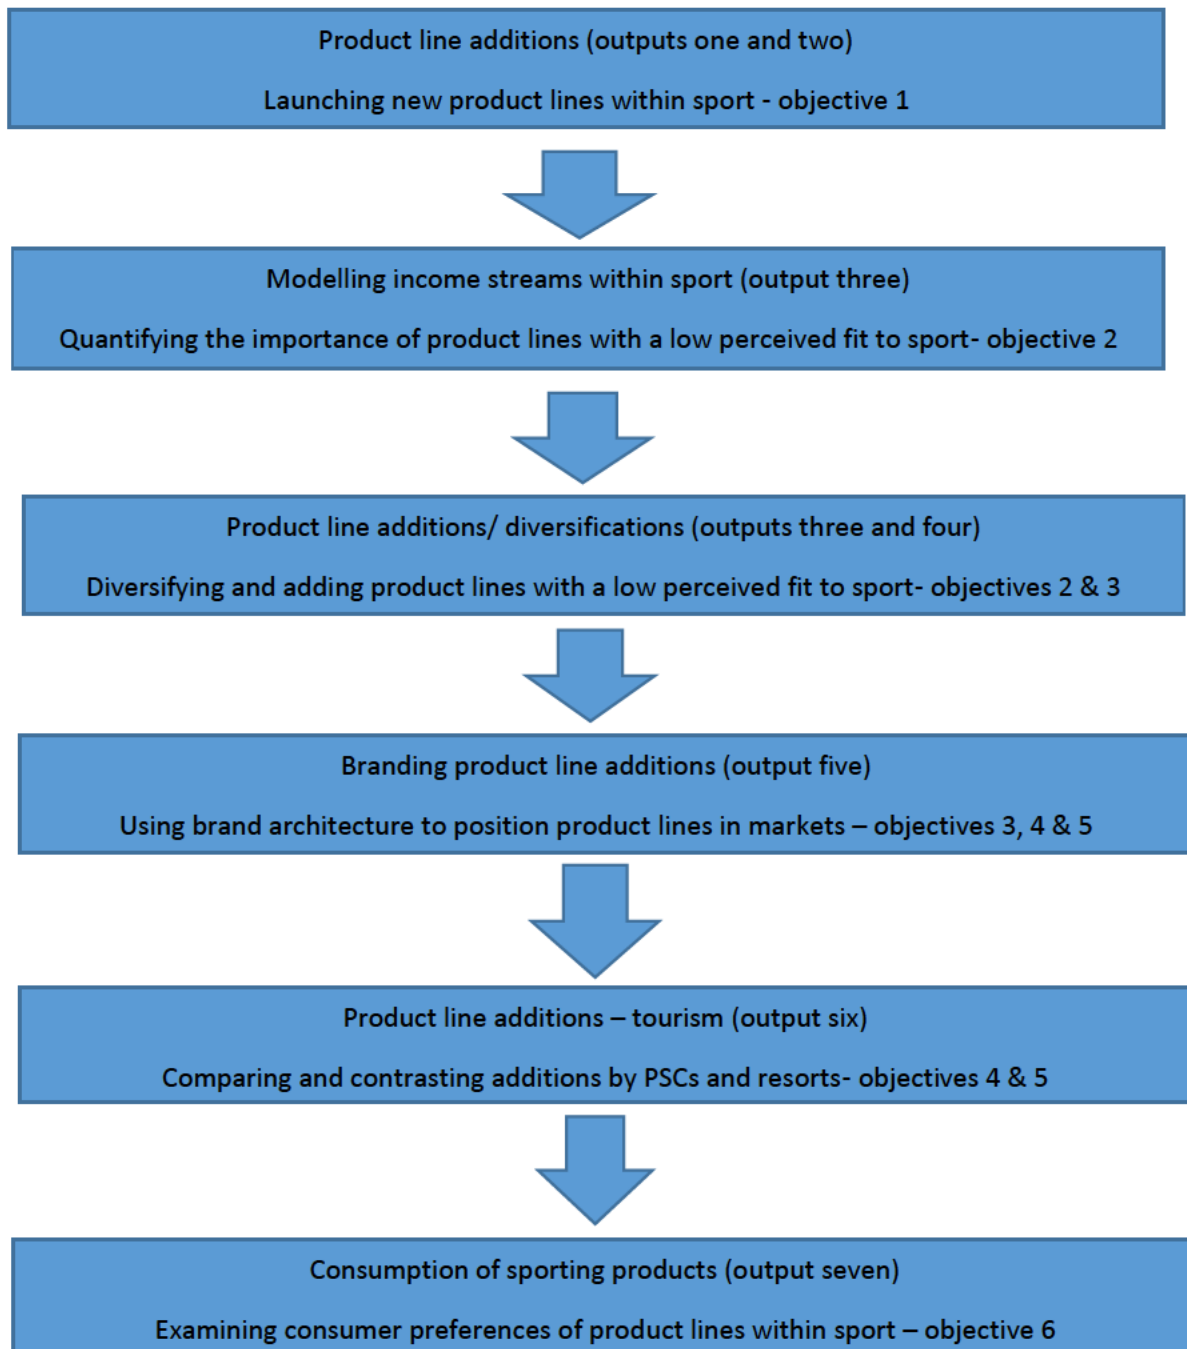 Product line additions (outputs one and two)
Launching new product lines within sport - objective 1
Modelling income streams within sport (output three)
Quantifying the importance of product lines with a low perceived fit to sport- objective 2
Product line additions/ diversifications (outputs three and four)
Diversifying and adding product lines with a low perceived fit to sport- objectives 2 & 3
Branding product line additions (output five)
Using brand architecture to position product lines in markets – objectives 3, 4 & 5
Product line additions – tourism (output six)
Comparing and contrasting additions by PSCs and resorts- objectives 4 & 5
Consumption of sporting products (output seven)
Examining consumer preferences of product lines within sport – objective 6